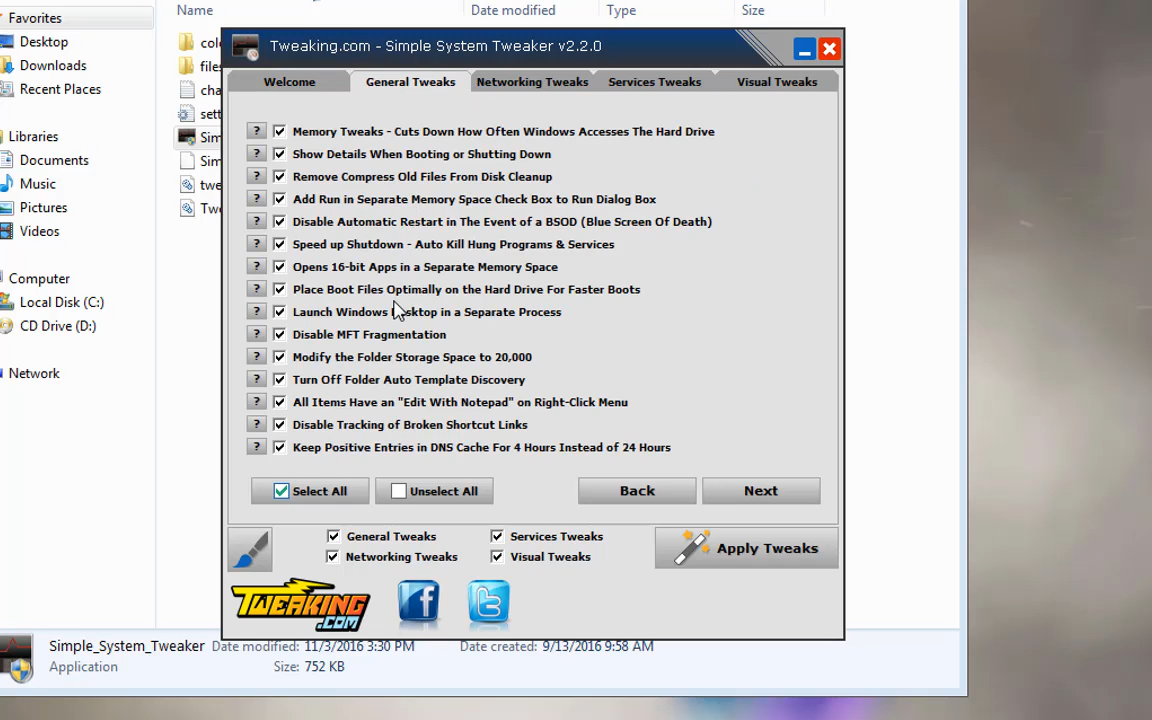 Favorites
Desktop
Downloads
Recent Places
Libraries
Documents
Music
Pictures
Videos
Computer
Local Disk (C:)
CD Drive (D:)
Network
Name Date modified Type Size
Tweaking.com - Simple System Tweaker v2.2.0
Welcome General Tweaks Networking Tweaks Services Tweaks Visual Tweaks
? Memory Tweaks - Cuts Down How Often Windows Accesses The Hard Drive
? Show Details When Booting or Shutting Down
? Remove Compress Old Files From Disk Cleanup
? Add Run in Separate Memory Space Check Box to Run Dialog Box
? Disable Automatic Restart in The Event of a BSOD (Blue Screen Of Death)
? Speed up Shutdown - Auto Kill Hung Programs & Services
? Opens 16-bit Apps in a Separate Memory Space
? Place Boot Files Optimally on the Hard Drive For Faster Boots
? Launch Windows Desktop in a Separate Process
? Disable MFT Fragmentation
? Modify the Folder Storage Space to 20,000
? Turn Off Folder Auto Template Discovery
? All Items Have an "Edit With Notepad" on Right-Click Menu
? Disable Tracking of Broken Shortcut Links
? Keep Positive Entries in DNS Cache For 4 Hours Instead of 24 Hours
Select All Unselect All Back Next
General Tweaks Services Tweaks
Networking Tweaks Visual Tweaks
Apply Tweaks
TWEAKING
.COM
Simple_System_Tweaker Date modified: 11/3/2016 3:30 PM Date created: 9/13/2016 9:58 AM
Application Size: 752 KB